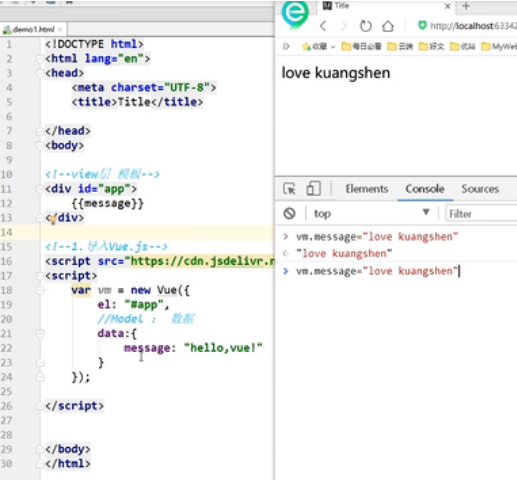 demo1.html
1 <!DOCTYPE html>
2 <html lang="en">
3 <head>
4 <meta charset="UTF-8">
5 <title>Title</title>
6
7 </head>
8 <body>
9
10 <!--view层 模板-->
11 <div id="app">
12 {{message}}
13 </div>
14
15 <!--1.导入Vue.js-->
16 <script src="https://cdn.jsdelivr.n
17 <script>
18 var vm = new Vue({
19 el: "#app",
20 //Model : 数据
21 data:{
22 message: "hello,vue!"
23 }
24 });
25
26 </script>
27
28
29 </body>
30 </html>
Title
http://localhost:6334
收藏 每日必看 云端 好文 优站 MyWeb
love kuangshen
Elements Console Sources
top Filter
> vm.message="love kuangshen"
< "love kuangshen"
> vm.message="love kuangshen"